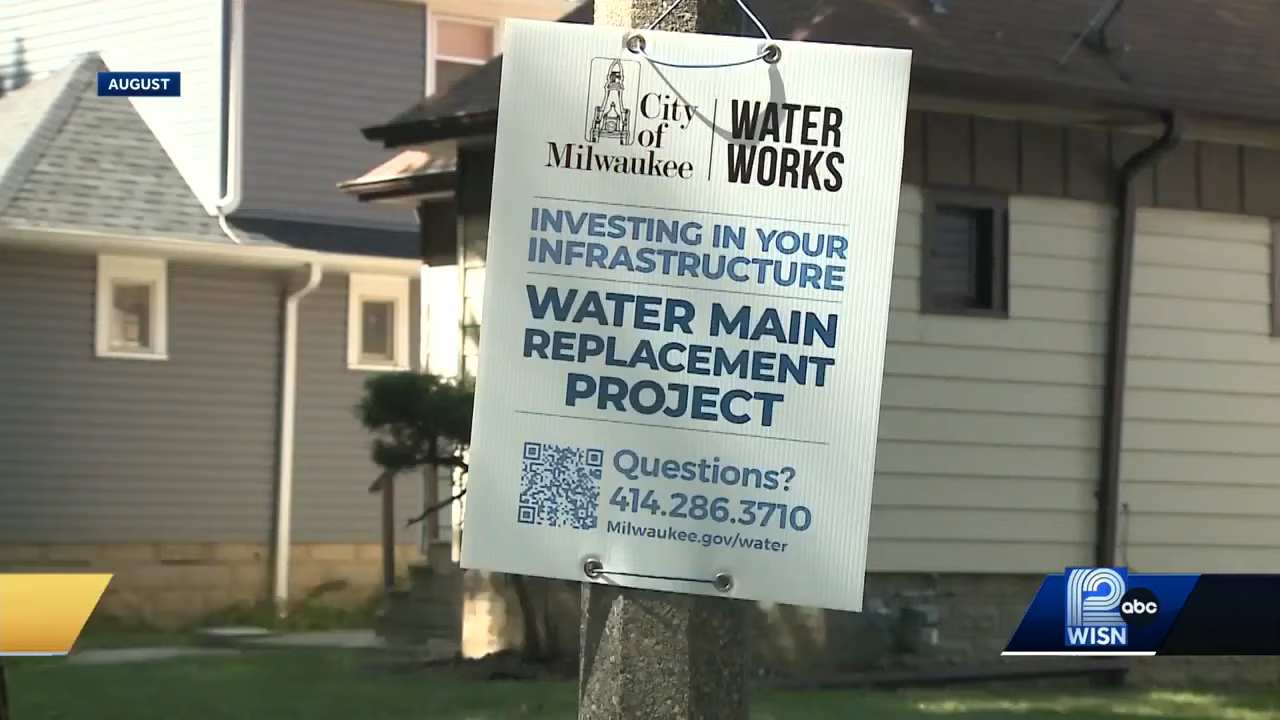 AUGUST
City
of
Milwaukee
WATER
WORKS
INVESTING IN YOUR
INFRASTRUCTURE
WATER MAIN
REPLACEMENT
PROJECT
Questions?
414.286.3710
Milwaukee.gov/water
12
abc
WISN